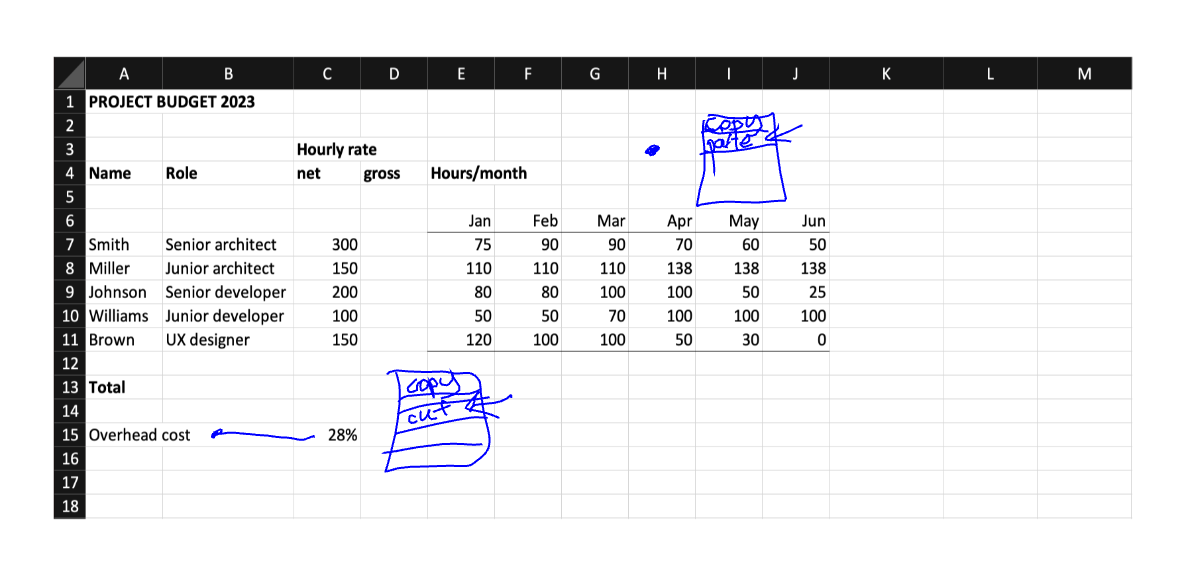 A B C D E F G H I J K L M
1 PROJECT BUDGET 2023
2 copy
3 Hourly rate paste
4 Name Role net gross Hours/month
5
6 Jan Feb Mar Apr May Jun
7 Smith Senior architect 300 75 90 90 70 60 50
8 Miller Junior architect 150 110 110 110 138 138 138
9 Johnson Senior developer 200 80 80 100 100 50 25
10 Williams Junior developer 100 50 50 70 100 100 100
11 Brown UX designer 150 120 100 100 50 30 0
12
13 Total copy
14 cut
15 Overhead cost 28%
16
17
18